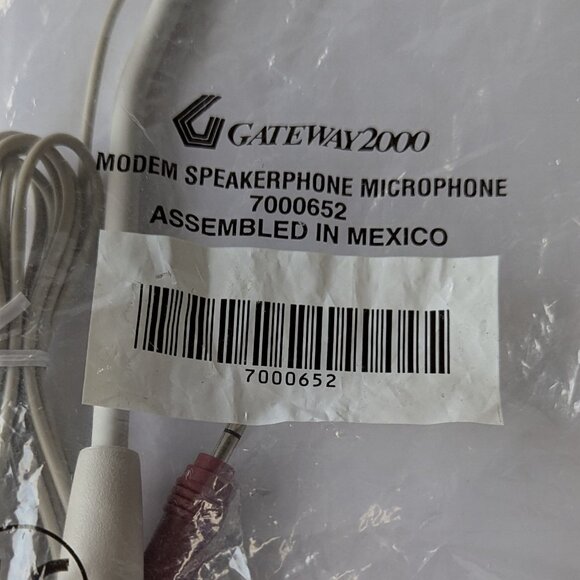 GATEWAY2000
MODEM SPEAKERPHONE MICROPHONE
7000652
ASSEMBLED IN MEXICO
7000652